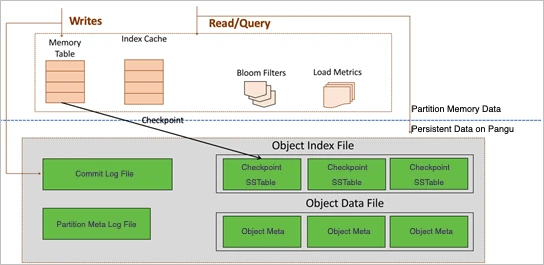 Writes
Read/Query
Memory
Table
Index Cache
Bloom Filters
Load Metrics
Partition Memory Data
Checkpoint
Persistent Data on Pangu
Object Index File
Commit Log File
Checkpoint
SSTable
Checkpoint
SSTable
Checkpoint
SSTable
Object Data File
Partition Meta Log File
Object Meta
Object Meta
Object Meta